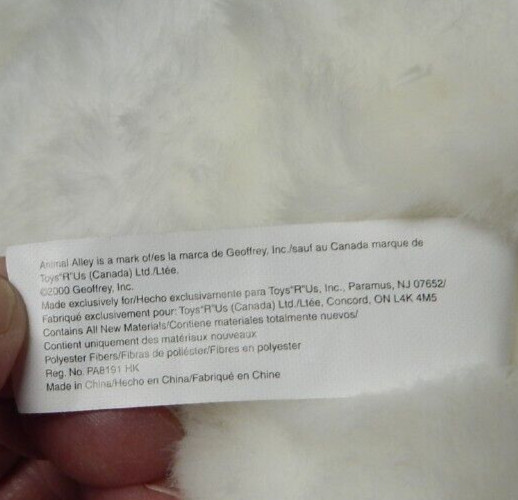 Animal Alley is a mark of/es la marca de Geoffrey, Inc./sauf au Canada marque de
Toys"R"Us (Canada) Ltd./Ltée.
©2000 Geoffrey, Inc.
Made exclusively for/Hecho exclusivamente para Toys"R"Us, Inc., Paramus, NJ 07652/
Fabriqué exclusivement pour: Toys"R"Us (Canada) Ltd./Ltée, Concord, ON L4K 4M5
Contains All New Materials/Contiene materiales totalmente nuevos/
Contient uniquement des matériaux nouveaux
Polyester Fibers/Fibras de poliéster/Fibres en polyester
Reg. No. PA8191 HK
Made in China/Hecho en China/Fabriqué en Chine